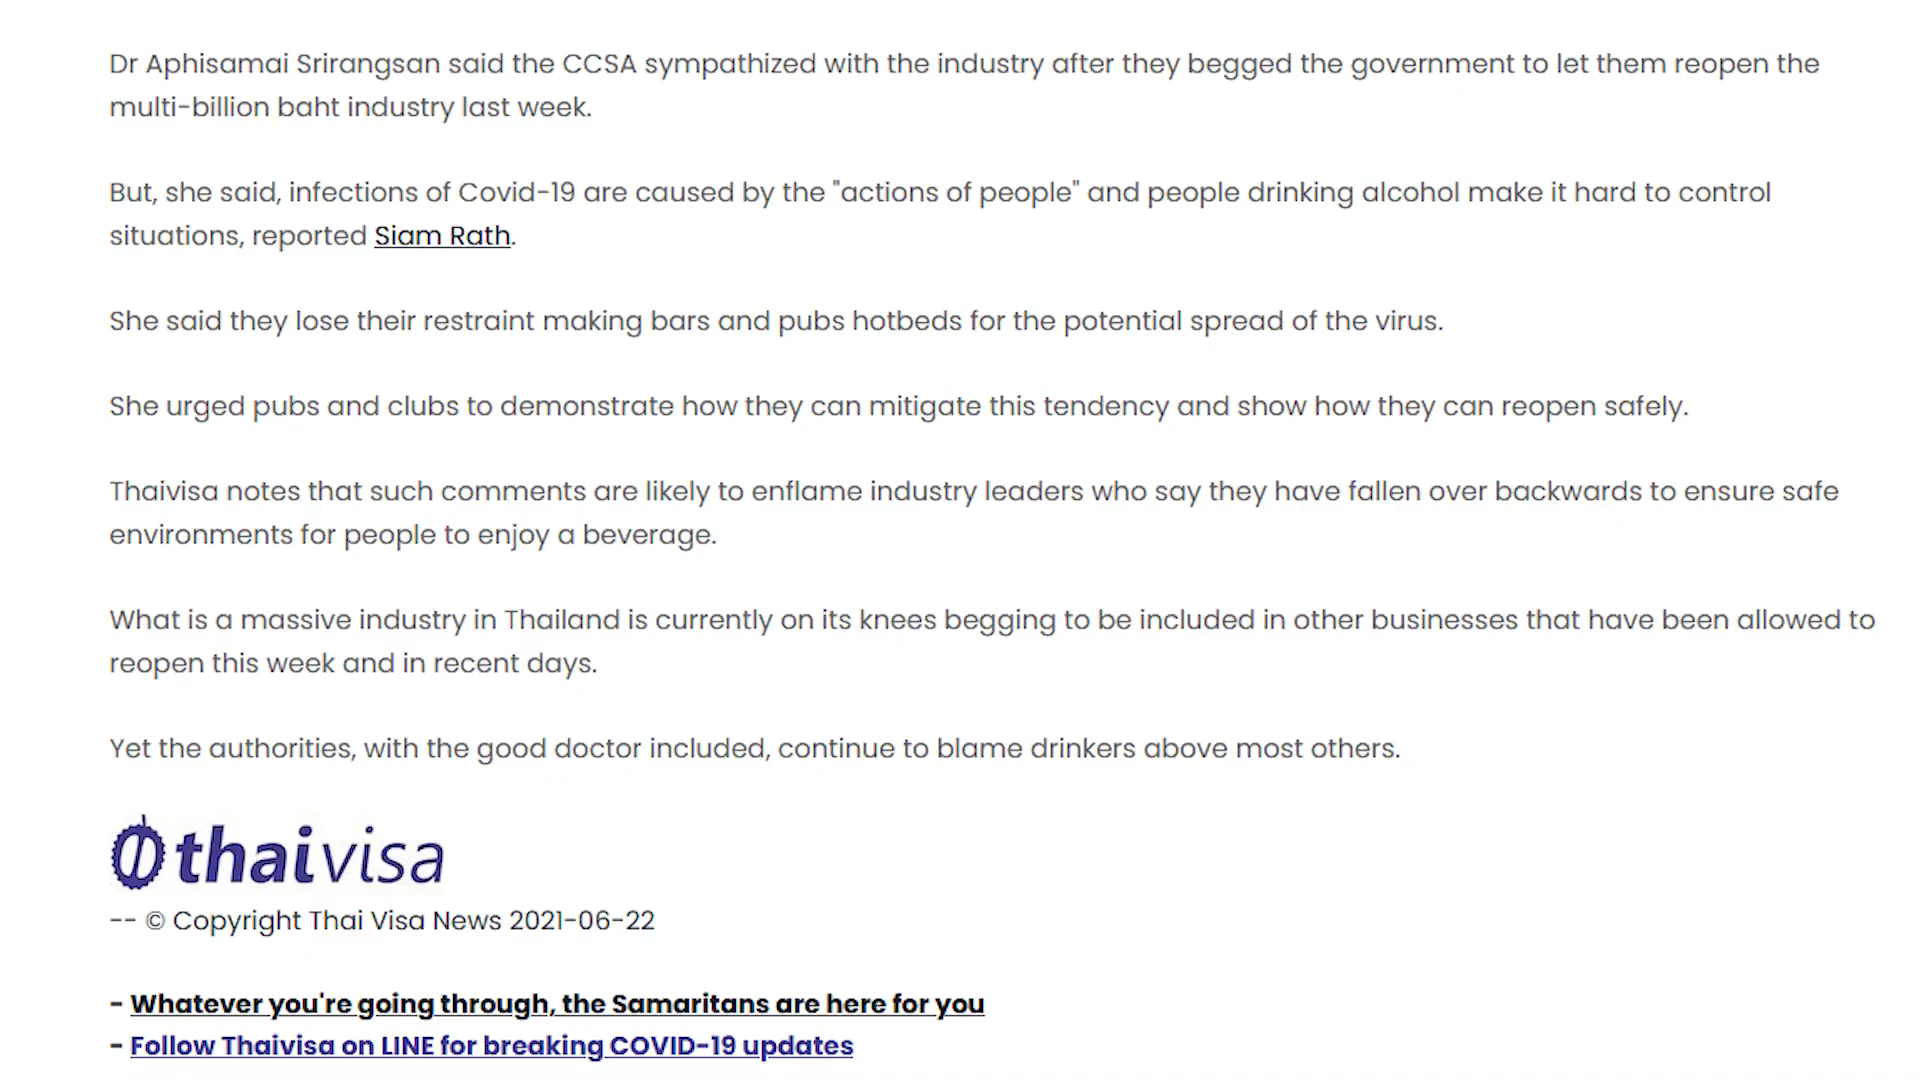 Dr Aphisamai Srirangsan said the CCSA sympathized with the industry after they begged the government to let them reopen the
multi-billion baht industry last week.
But, she said, infections of Covid-19 are caused by the "actions of people" and people drinking alcohol make it hard to control
situations, reported Siam Rath.
She said they lose their restraint making bars and pubs hotbeds for the potential spread of the virus.
She urged pubs and clubs to demonstrate how they can mitigate this tendency and show how they can reopen safely.
Thaivisa notes that such comments are likely to enflame industry leaders who say they have fallen over backwards to ensure safe
environments for people to enjoy a beverage.
What is a massive industry in Thailand is currently on its knees begging to be included in other businesses that have been allowed to
reopen this week and in recent days.
Yet the authorities, with the good doctor included, continue to blame drinkers above most others.
thaivisa
-- © Copyright Thai Visa News 2021-06-22
- Whatever you're going through, the Samaritans are here for you
- Follow Thaivisa on LINE for breaking COVID-19 updates